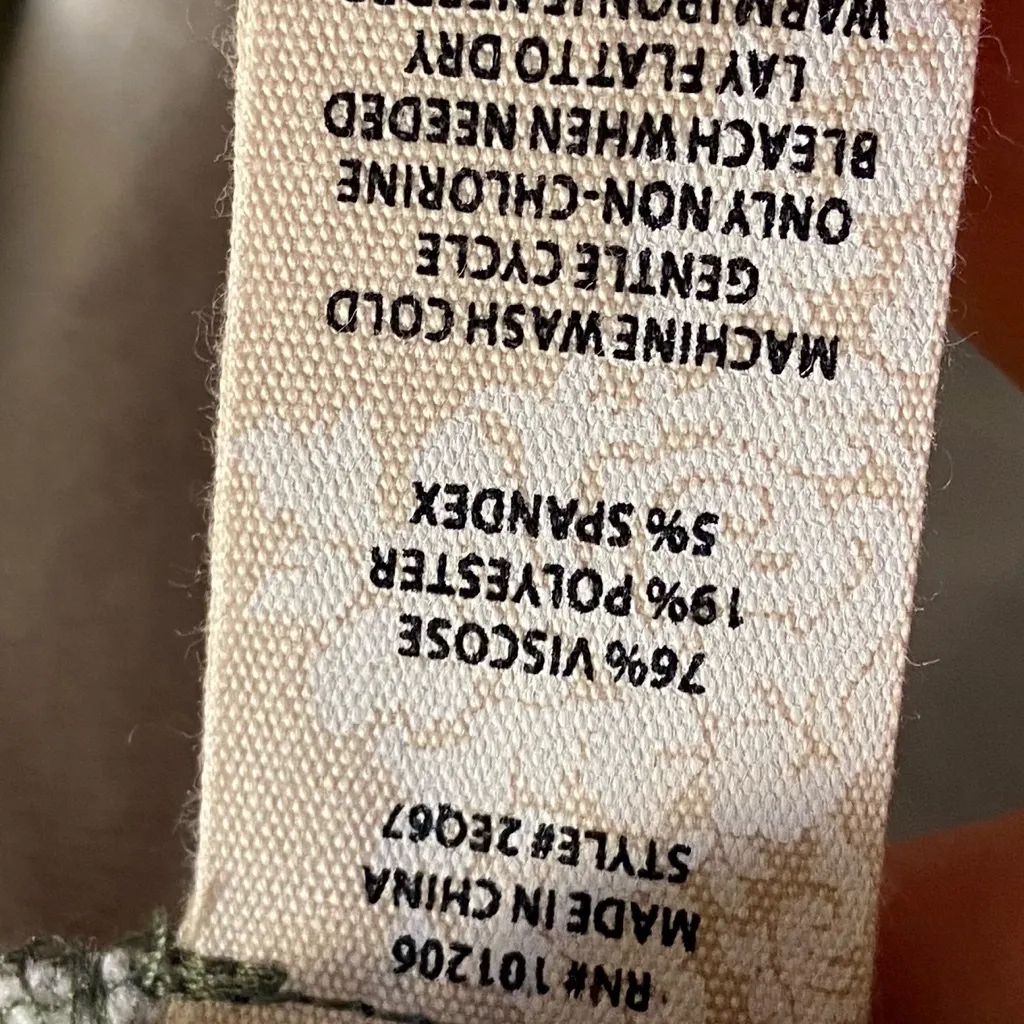 RN# 101206
MADE IN CHINA
STYLE# 2EQ67
76% VISCOSE
19% POLYESTER
5% SPANDEX
MACHINE WASH COLD
GENTLE CYCLE
ONLY NON-CHLORINE
BLEACH WHEN NEEDED
LAY FLAT TO DRY
WARM IRON IF NEEDED